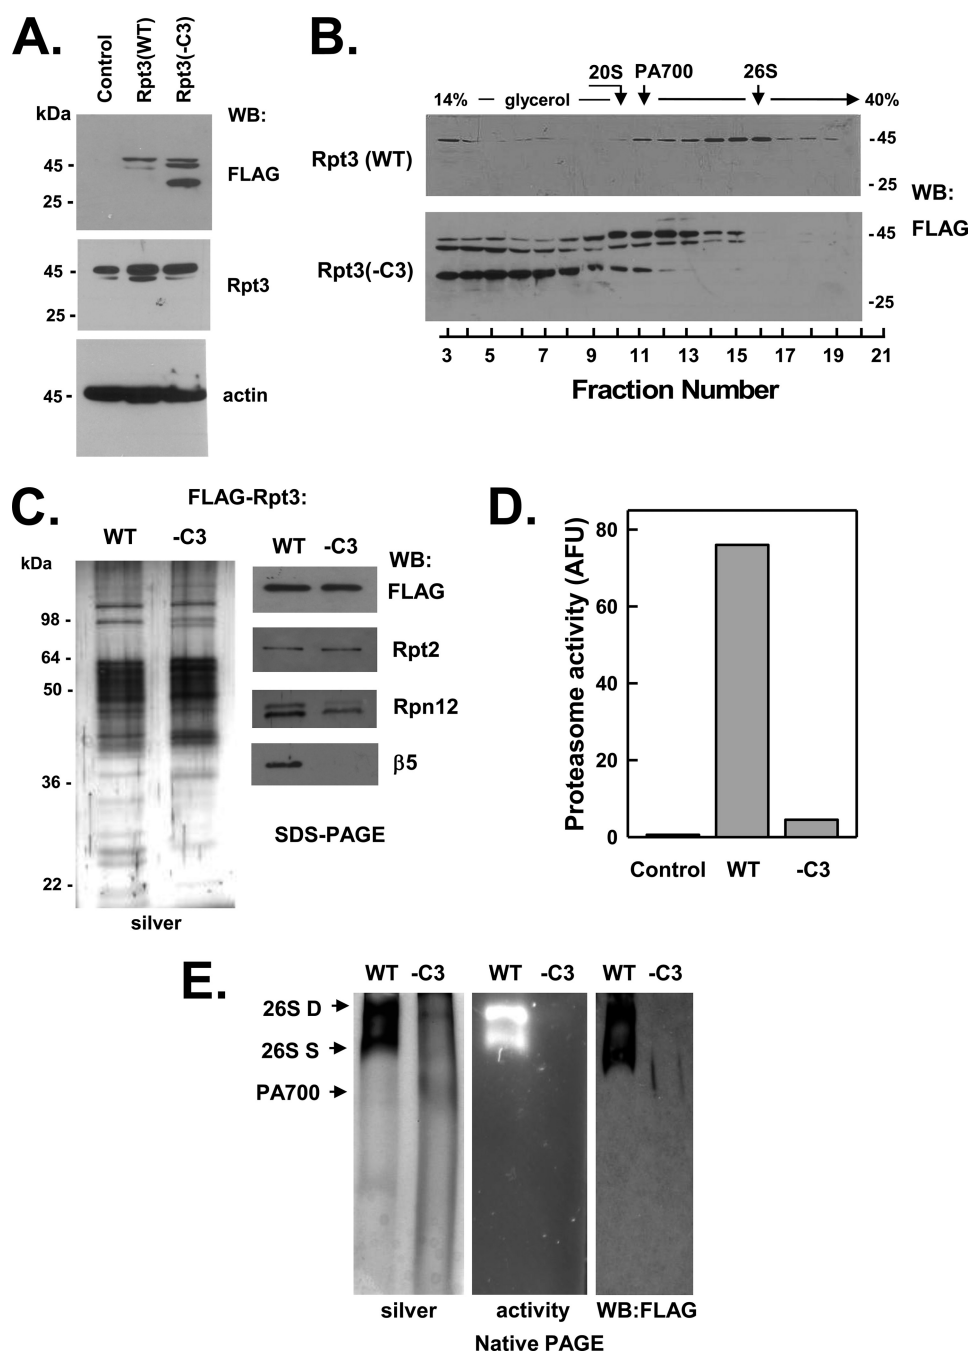 A.
Control
Rpt3(WT)
Rpt3(-C3)
kDa
WB:
45 -
25 -
FLAG
45 -
25 -
Rpt3
45 -
actin
B.
20S
PA700
26S
14% — glycerol
40%
Rpt3 (WT)
-45
-25
WB:
FLAG
Rpt3(-C3)
-45
-25
3 5 7 9 11 13 15 17 19 21
Fraction Number
C.
FLAG-Rpt3:
WT -C3
kDa
98 -
64 -
50 -
36 -
22 -
silver
WT -C3
WB:
FLAG
Rpt2
Rpn12
β5
SDS-PAGE
D.
Proteasome activity (AFU)
80
60
40
20
0
Control WT -C3
E.
WT -C3 WT -C3 WT -C3
26S D
26S S
PA700
silver activity WB:FLAG
Native PAGE